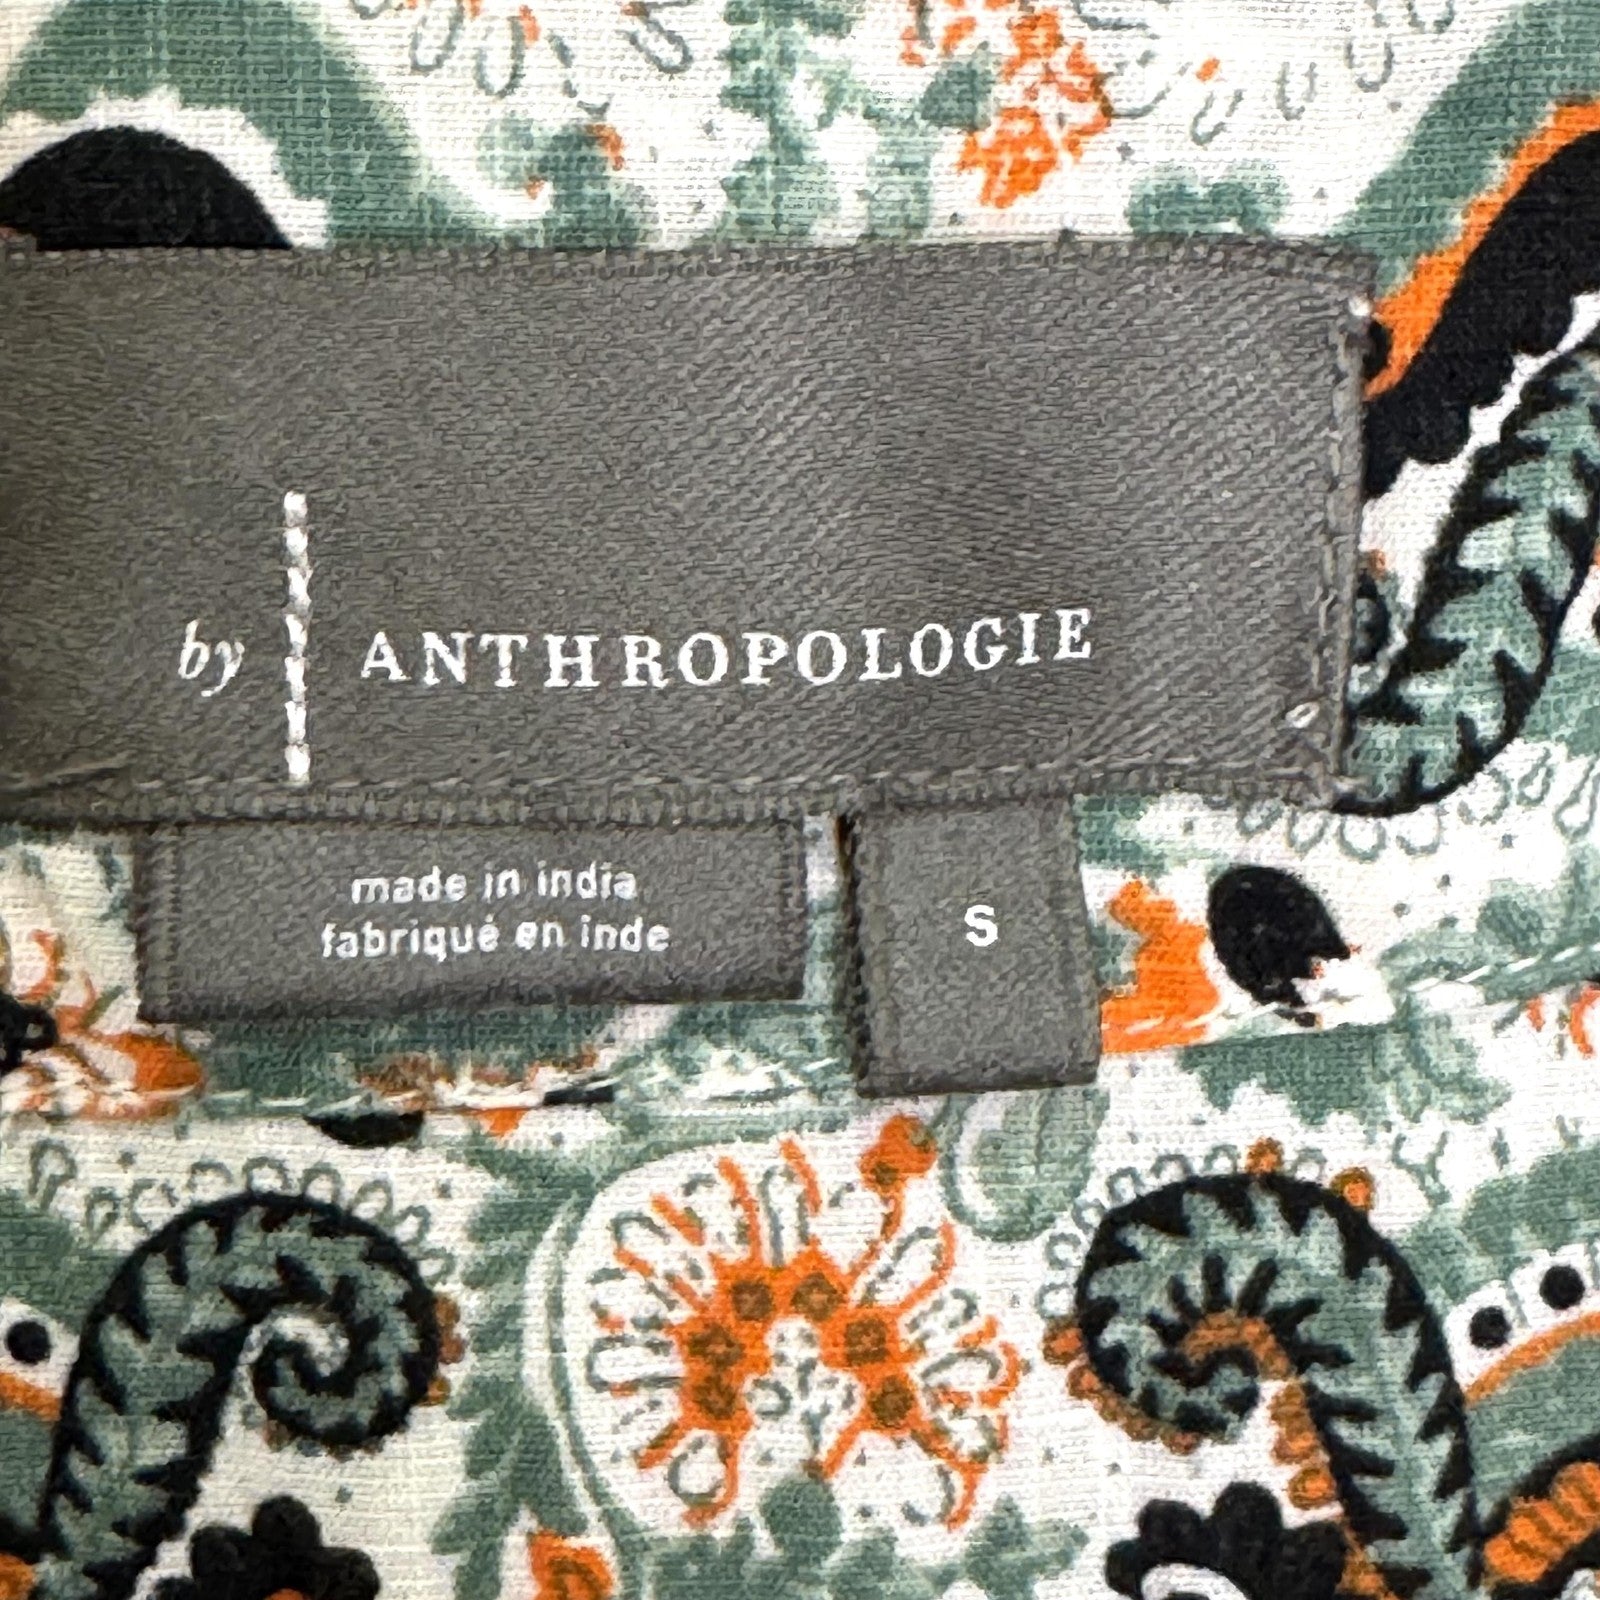 by ANTHROPOLOGIE
made in india
fabriqué en inde
S